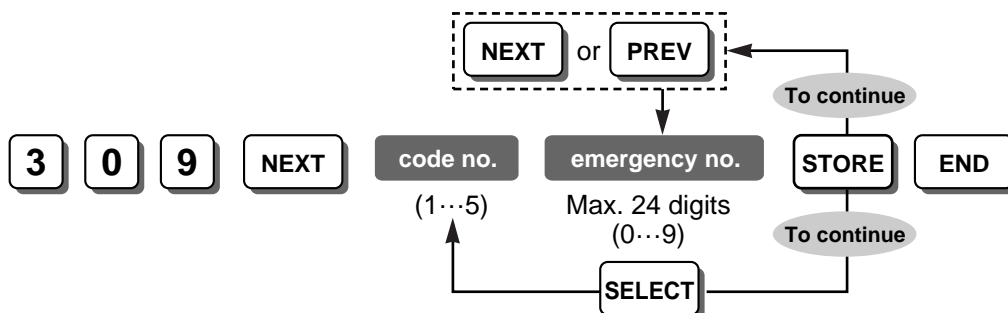 NEXT or PREV
To continue
3 0 9 NEXT code no. emergency no. STORE END
(1···5) Max. 24 digits
(0···9)
To continue
SELECT